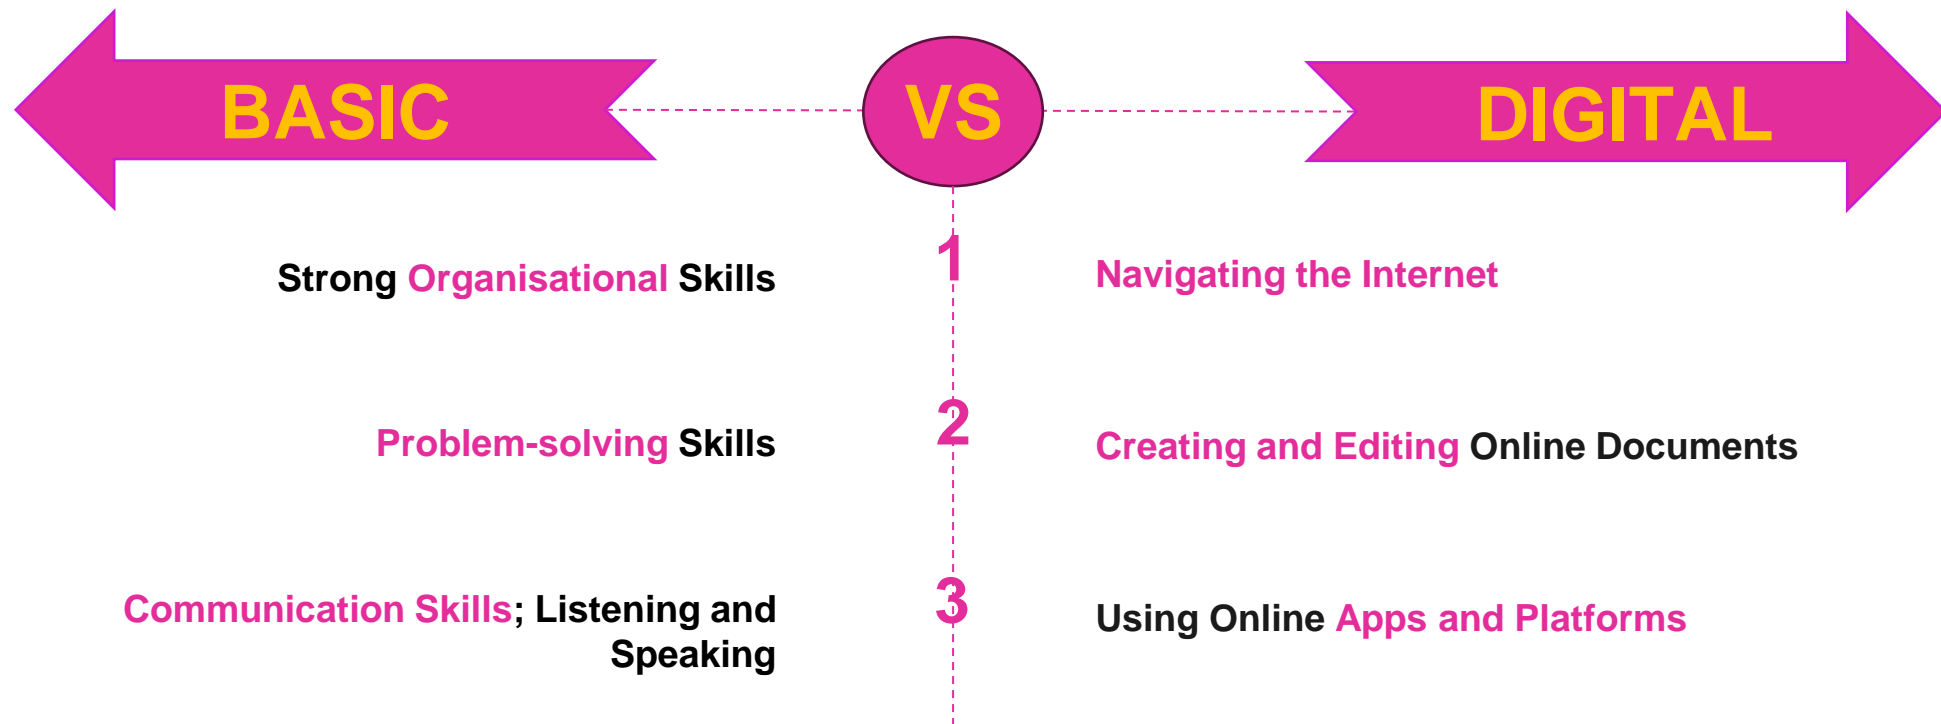 BASIC
VS
DIGITAL
1
Strong Organisational Skills
Navigating the Internet
2
Problem-solving Skills
Creating and Editing Online Documents
3
Communication Skills; Listening and
Speaking
Using Online Apps and Platforms